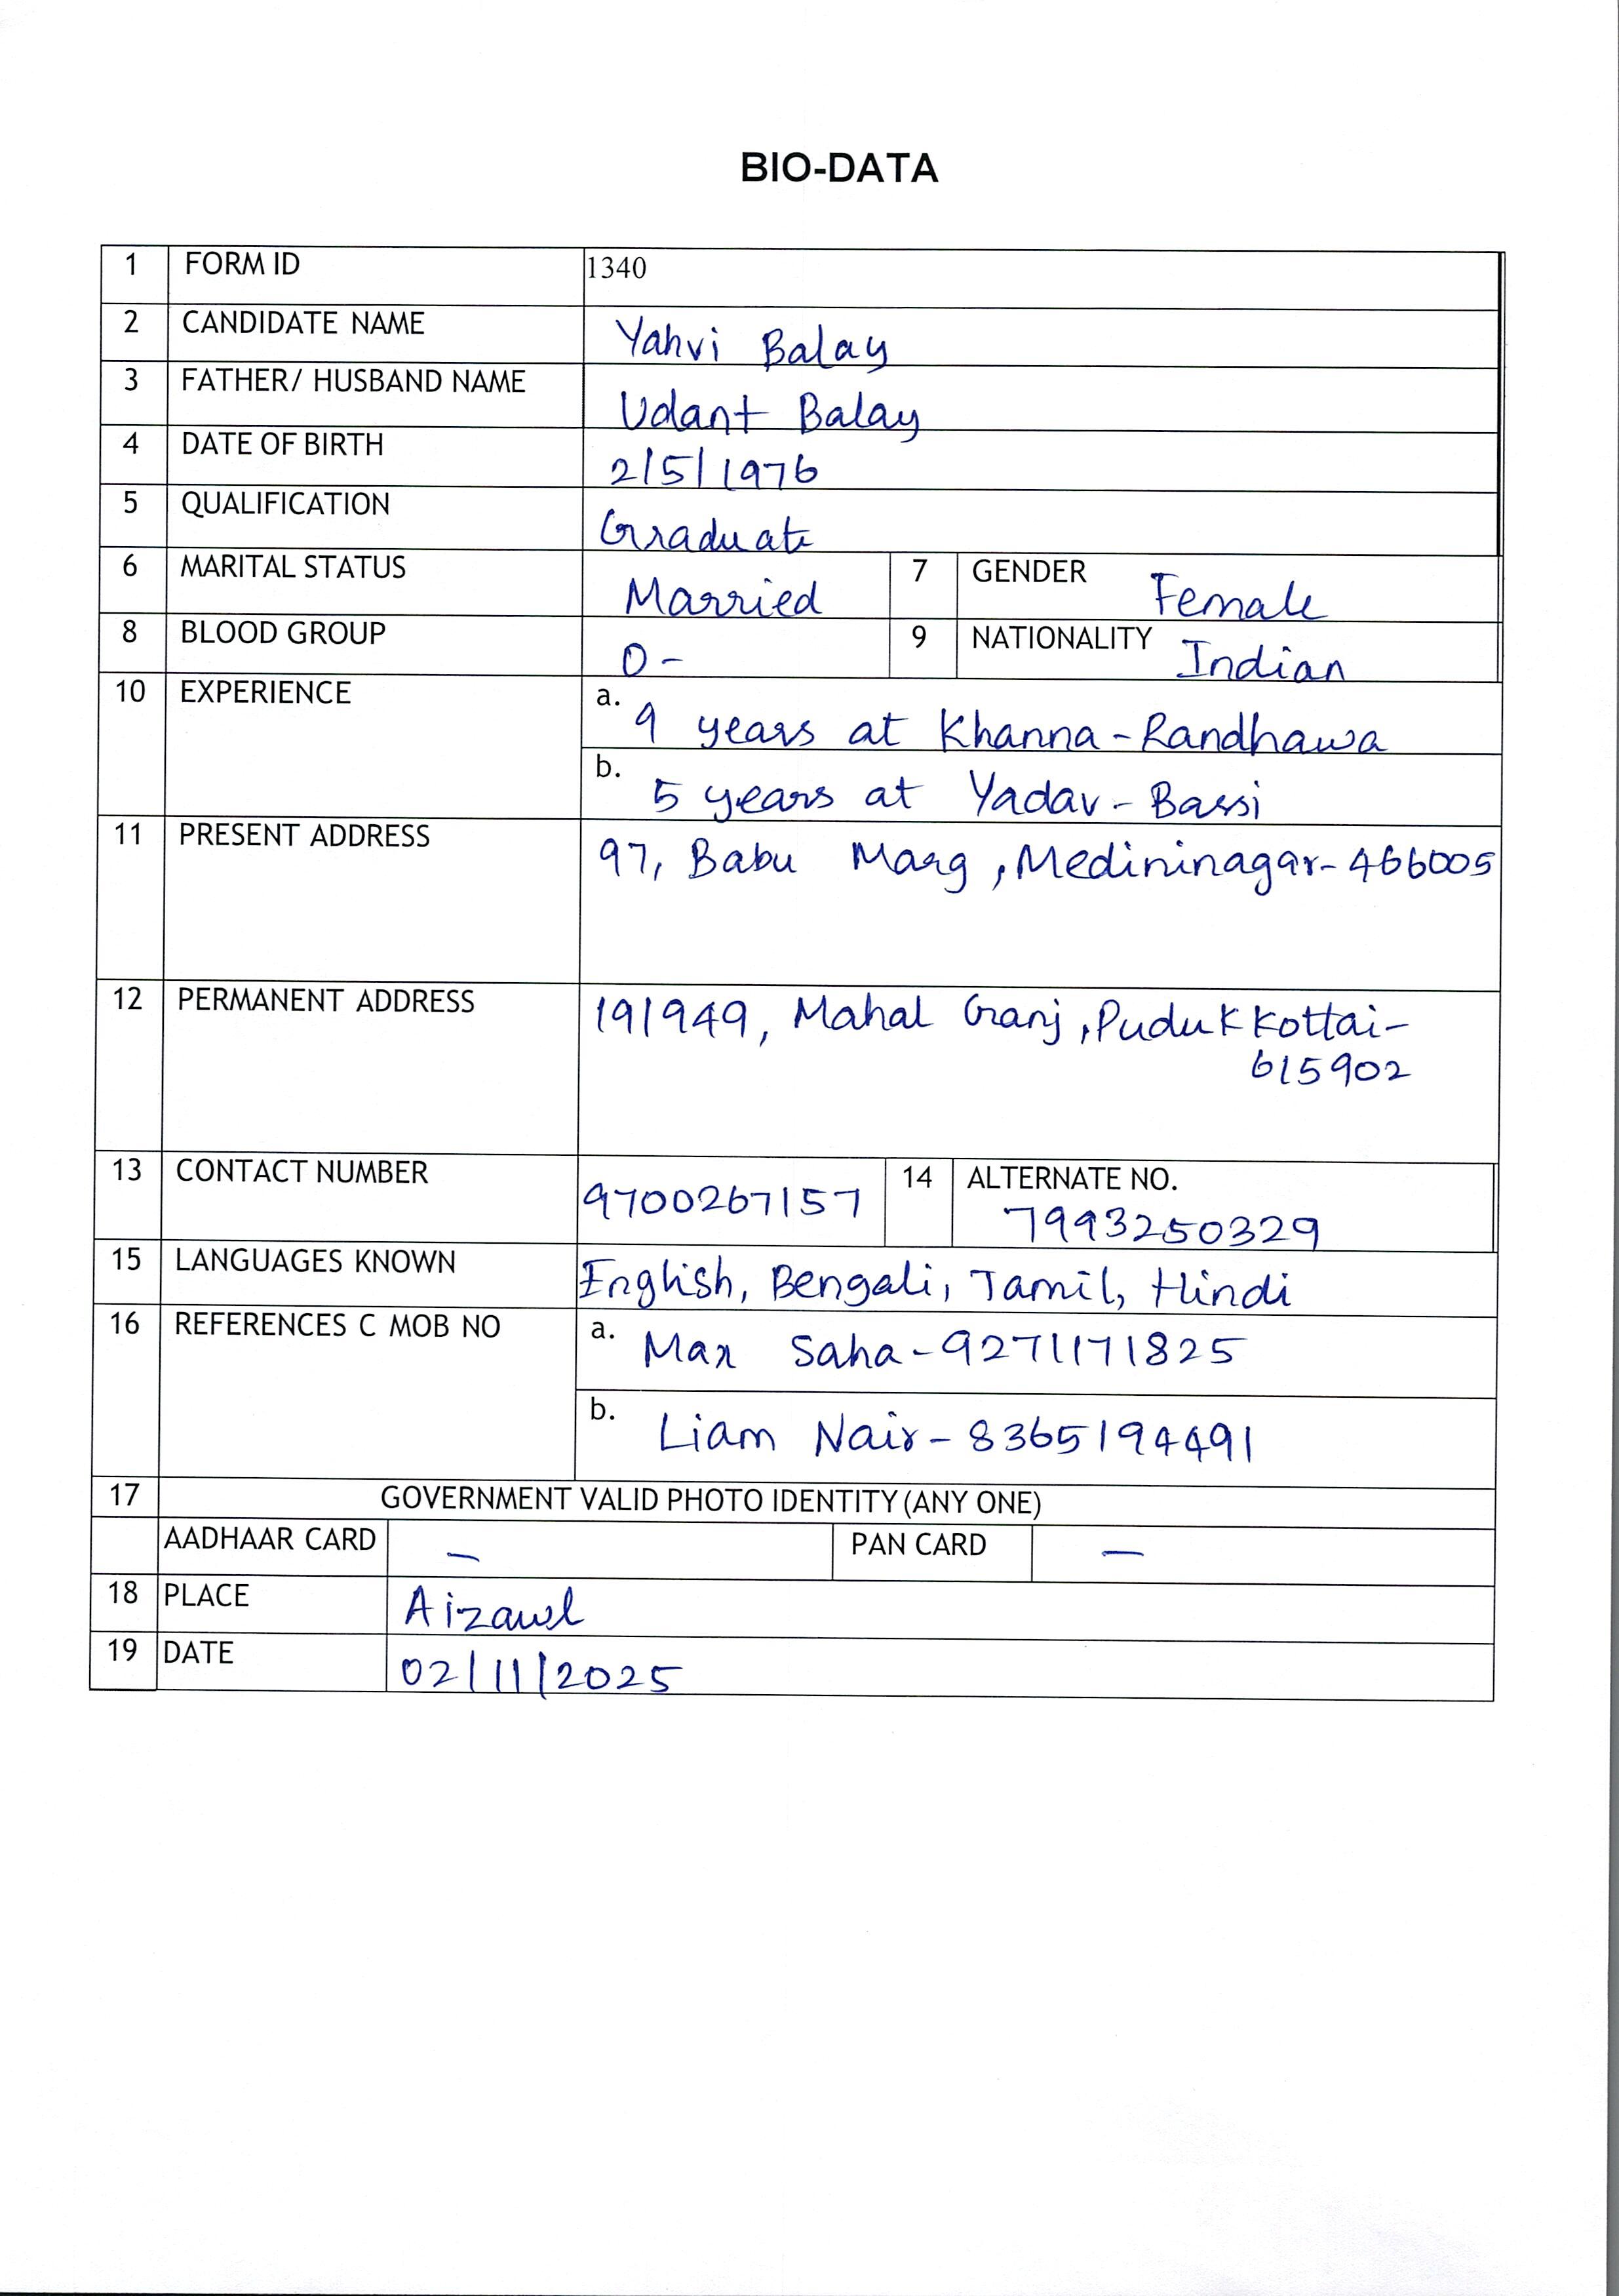 BIO-DATA
1 FORM ID 1340
2 CANDIDATE NAME Yahvi Balay
3 FATHER/ HUSBAND NAME Udant Balay
4 DATE OF BIRTH 2/5/1976
5 QUALIFICATION Graduate
6 MARITAL STATUS Married 7 GENDER Female
8 BLOOD GROUP O- 9 NATIONALITY Indian
10 EXPERIENCE a. 9 years at Khanna-Randhawa
b. 5 years at Yadav-Bassi
11 PRESENT ADDRESS 97, Babu Marg, Medininagar-466005
12 PERMANENT ADDRESS 191949, Mahal Ganj, Pudukkottai-
615902
13 CONTACT NUMBER 9700267157 14 ALTERNATE NO. 7993250329
15 LANGUAGES KNOWN English, Bengali, Tamil, Hindi
16 REFERENCES C MOB NO a. Max Saha-9271171825
b. Liam Nair-8365194491
17 GOVERNMENT VALID PHOTO IDENTITY (ANY ONE)
AADHAAR CARD - PAN CARD -
18 PLACE Aizawl
19 DATE 02/11/2025